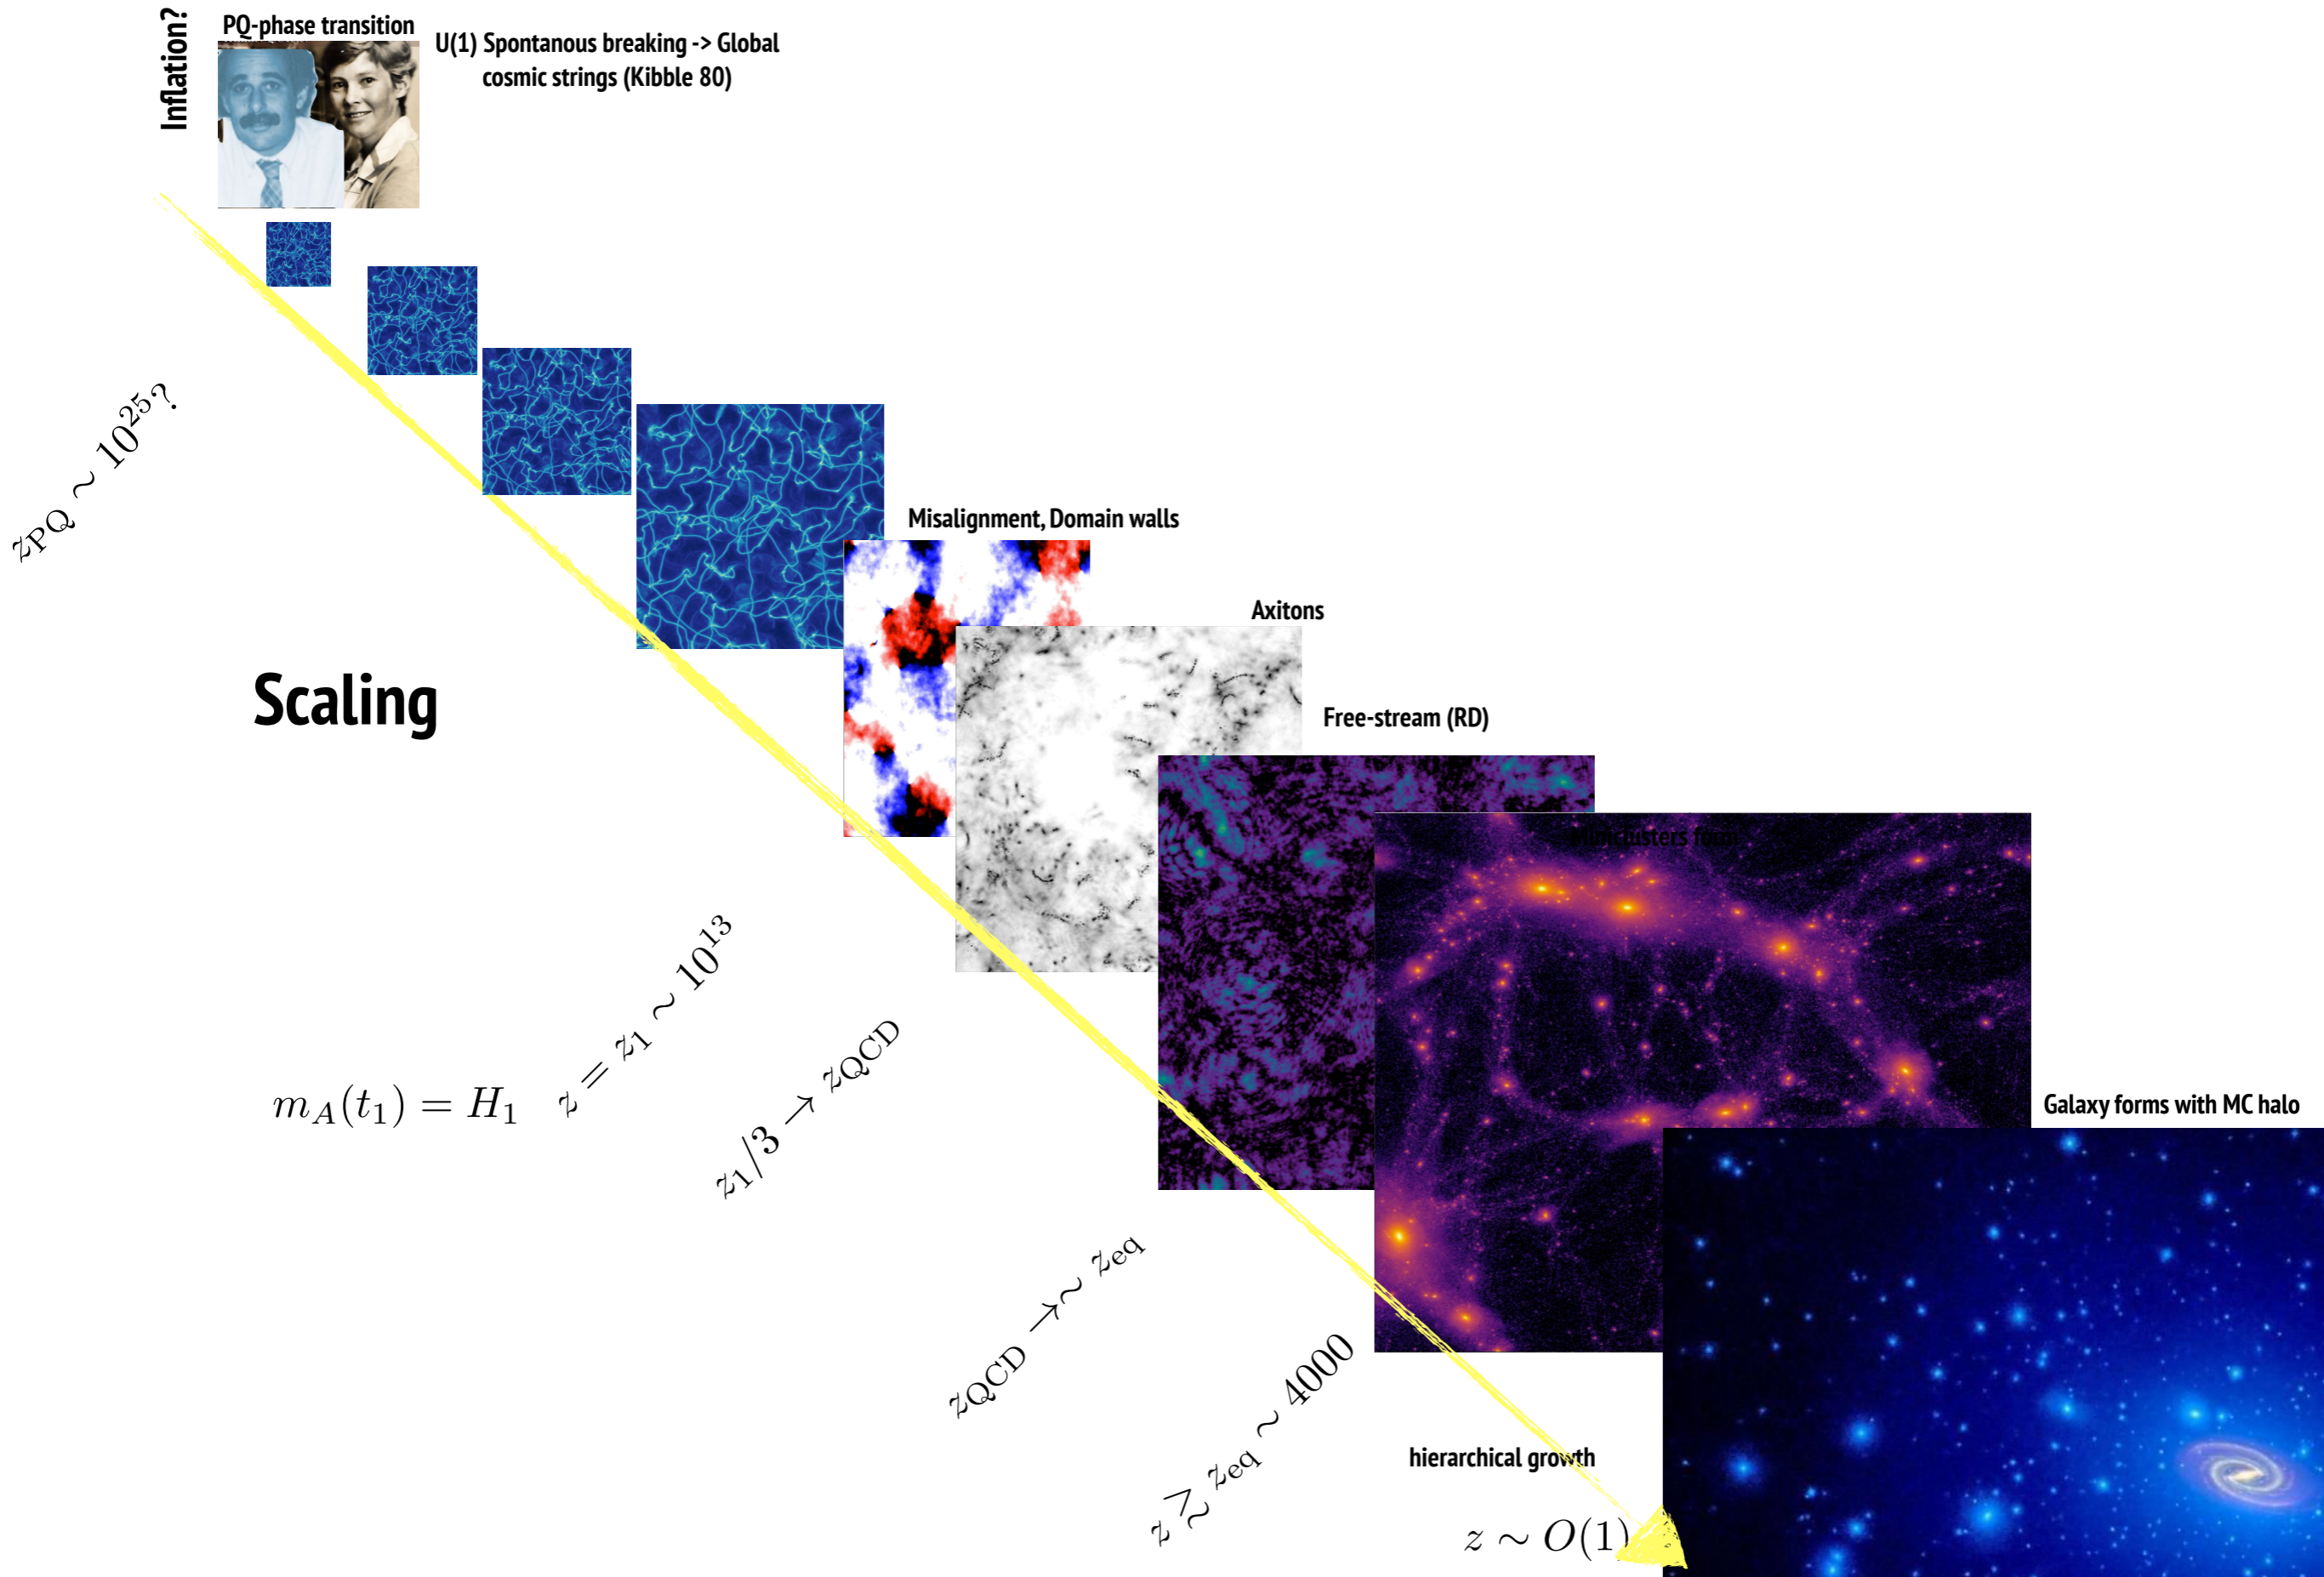 Inflation?
PQ-phase transition
U(1) Spontanous breaking -> Global
cosmic strings (Kibble 80)
z_PQ ∼ 10^25?
Misalignment, Domain walls
Axitons
Scaling
Free-stream (RD)
Miniclusters form
z = z_1 ∼ 10^13
m_A(t_1) = H_1
z_1/3 → z_QCD
Galaxy forms with MC halo
z_QCD →∼ z_eq
z ≳ z_eq ∼ 4000
hierarchical growth
z ∼ O(1)